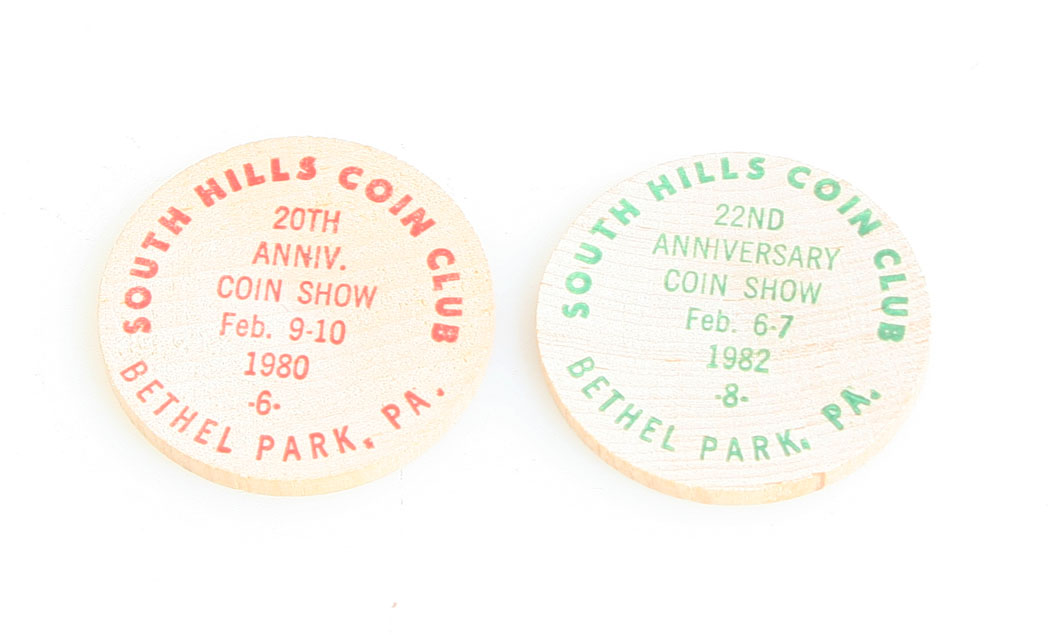 SOUTH HILLS COIN CLUB
20TH
ANNIV.
COIN SHOW
Feb. 9-10
1980
-6-
BETHEL PARK, PA.
SOUTH HILLS COIN CLUB
22ND
ANNIVERSARY
COIN SHOW
Feb. 6-7
1982
-8-
BETHEL PARK, PA.